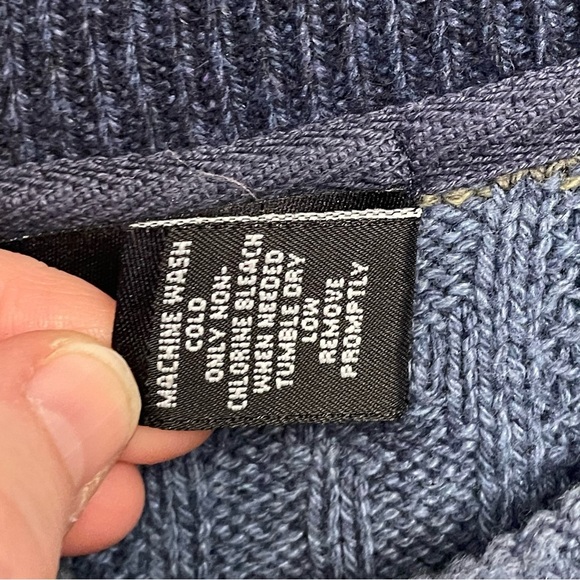 MACHINE WASH
COLD
ONLY NON-
CHLORINE BLEACH
WHEN NEEDED
TUMBLE DRY
LOW
REMOVE
PROMPTLY